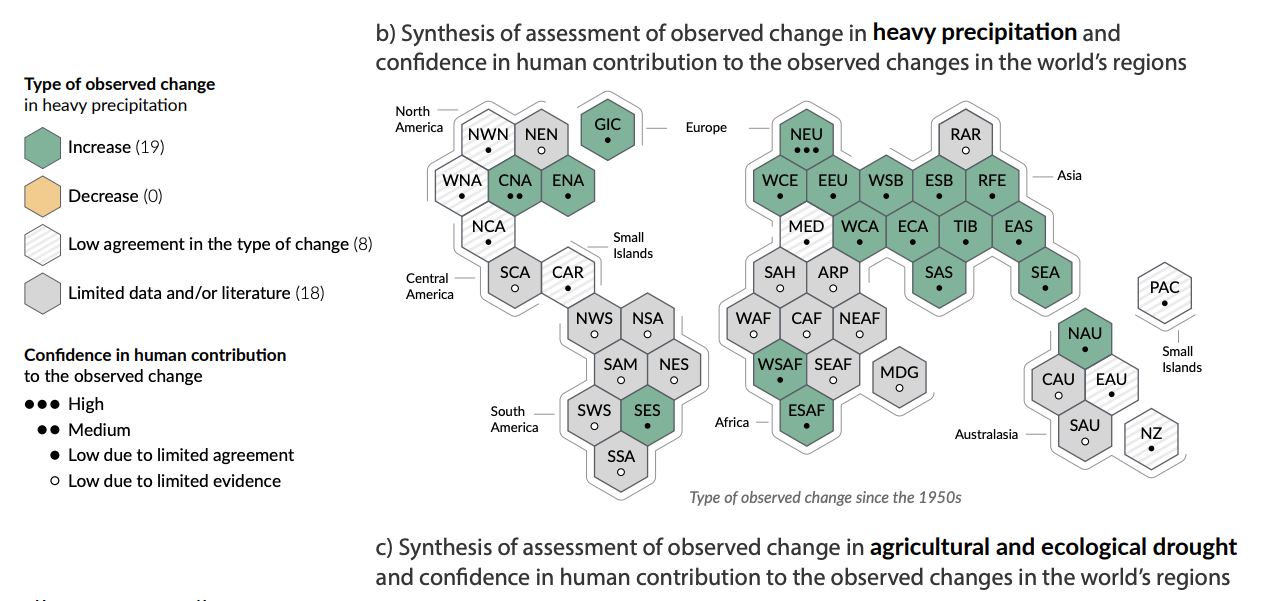 b) Synthesis of assessment of observed change in heavy precipitation and
confidence in human contribution to the observed changes in the world's regions
Type of observed change
in heavy precipitation
Increase (19)
Decrease (0)
Low agreement in the type of change (8)
Limited data and/or literature (18)
Confidence in human contribution
to the observed change
High
Medium
Low due to limited agreement
Low due to limited evidence
North
America
NWN
NEN
GIC
WNA
CNA
ENA
NCA
SCA
CAR
Small
Islands
Central
America
NWS
NSA
SAM
NES
South
America
SWS
SES
SSA
Europe
NEU
RAR
Asia
WCE
EEU
WSB
ESB
RFE
MED
WCA
ECA
TIB
EAS
SAH
ARP
SAS
SEA
WAF
CAF
NEAF
WSAF
SEAF
MDG
Africa
ESAF
PAC
Small
Islands
NAU
CAU
EAU
Australasia
SAU
NZ
Type of observed change since the 1950s
c) Synthesis of assessment of observed change in agricultural and ecological drought
and confidence in human contribution to the observed changes in the world's regions